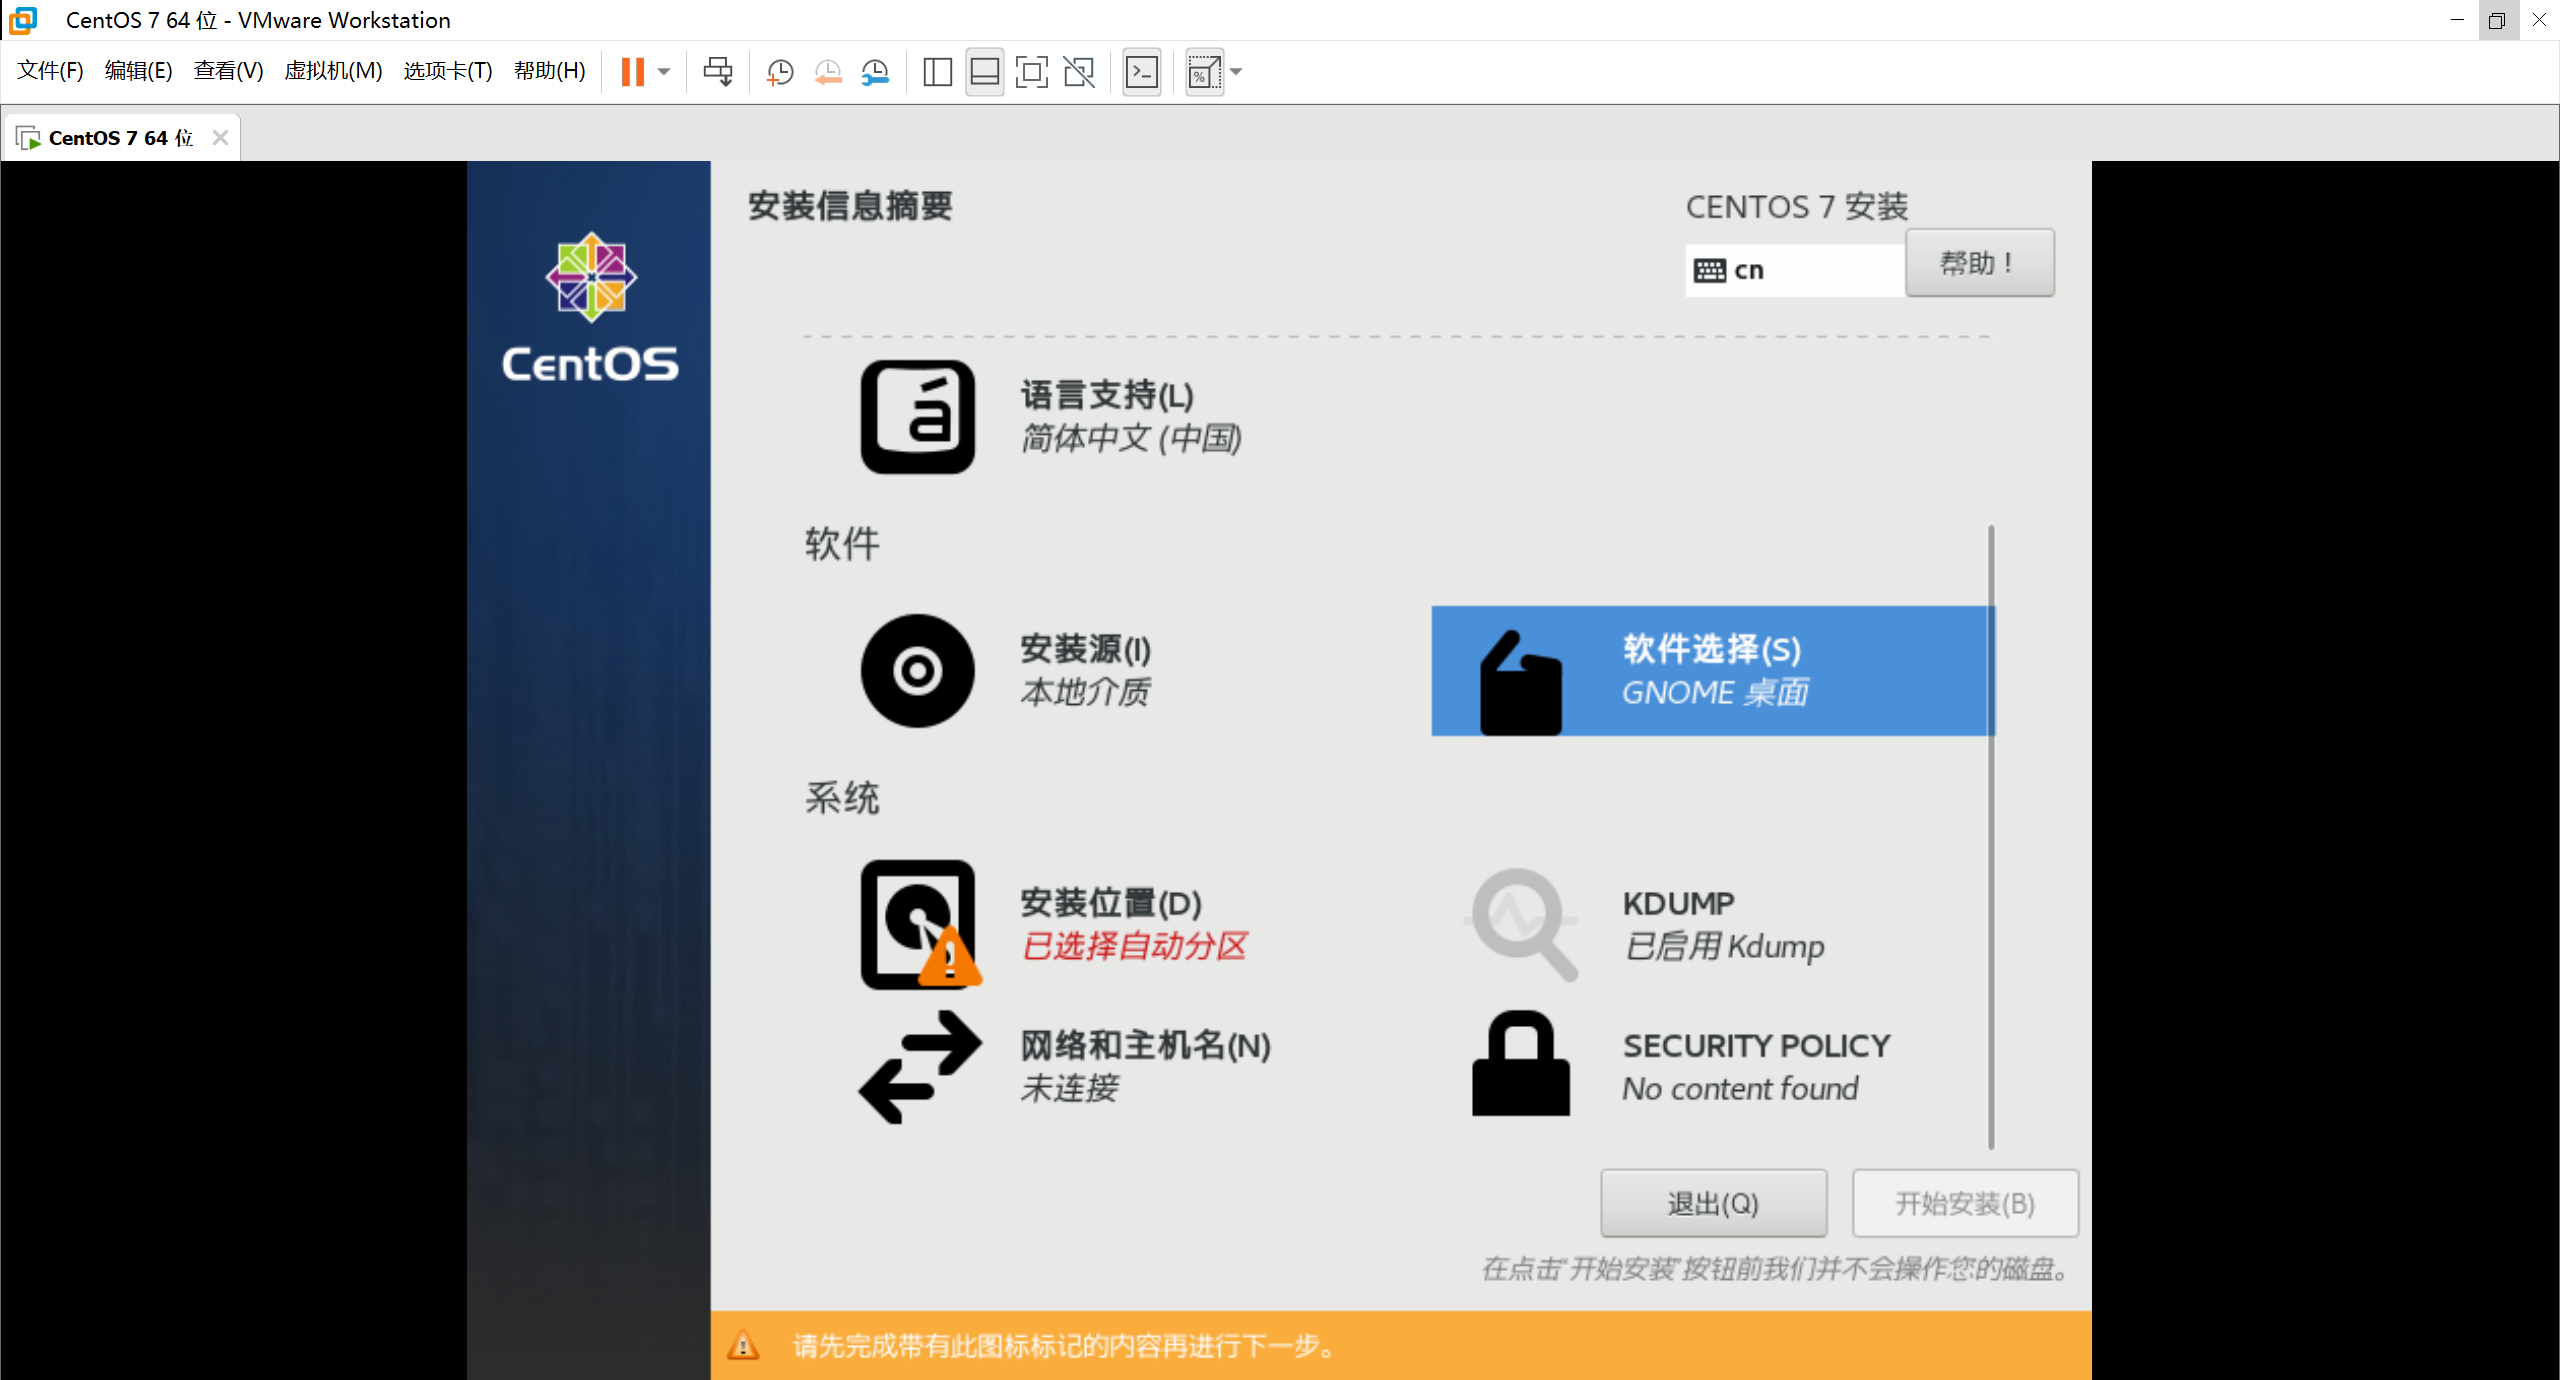 CentOS 7 64 位 - VMware Workstation
文件(F) 编辑(E) 查看(V) 虚拟机(M) 选项卡(T) 帮助(H)
CentOS 7 64 位
安装信息摘要
CENTOS 7 安装
cn
帮助！
CentOS
语言支持(L)
简体中文 (中国)
软件
安装源(I)
本地介质
软件选择(S)
GNOME 桌面
系统
安装位置(D)
已选择自动分区
KDUMP
已启用 Kdump
网络和主机名(N)
未连接
SECURITY POLICY
No content found
退出(Q)
开始安装(B)
在点击“开始安装”按钮前我们并不会操作您的磁盘。
请先完成带有此图标标记的内容再进行下一步。